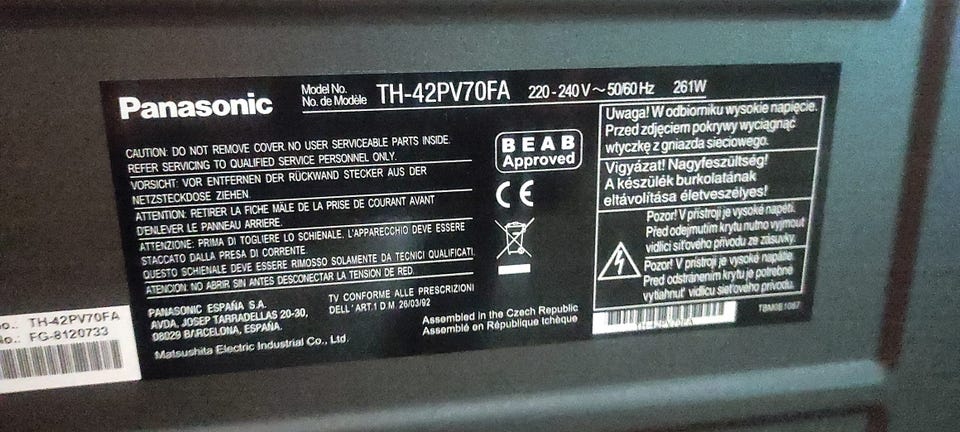 Panasonic
Model No.
No. de Modèle
TH-42PV70FA
220-240 V ~ 50/60 Hz
261W
CAUTION: DO NOT REMOVE COVER. NO USER SERVICEABLE PARTS INSIDE.
REFER SERVICING TO QUALIFIED SERVICE PERSONNEL ONLY.
VORSICHT: VOR ENTFERNEN DER RÜCKWAND STECKER AUS DER
NETZSTECKDOSE ZIEHEN
ATTENTION: RETIRER LA FICHE MÂLE DE LA PRISE DE COURANT AVANT
D'ENLEVER LE PANNEAU ARRIERE.
ATTENZIONE: PRIMA DI TOGLIERE LO SCHIENALE. L'APPARECCHIO DEVE ESSERE
STACCATO DALLA PRESA DI CORRENTE
QUESTO SCHIENALE DEVE ESSERE RIMOSSO SOLAMENTE DA TECNICI QUALIFICATI.
ATENCION: NO ABRIR SIN ANTES DESCONECTAR LA TENSION DE RED.
PANASONIC ESPAÑA S.A.
AVDA, JOSEP TARRADELLAS 20-30,
08029 BARCELONA, ESPAÑA.
Matsushita Electric Industrial Co., Ltd.
TV CONFORME ALLE PRESCRIZIONI
DELL'ART.1 D M. 26/03/92
Assembled in the Czech Republic
Assemblé en République tchèque
BEAB
Approved
CE
Uwaga! W odbiorniku wysokie napięcie.
Przed zdjęciem pokrywy wyciągnąć
wtyczkę z gniazda sieciowego.
Vigyázat! Nagyfeszültség!
A készülék burkolatának
eltávolítása életveszélyes!
Pozor! V přístroji je vysoké napětí.
Před odejmutím krytu nutno vyjmout
vidlici síťového přívodu ze zásuvky.
Pozor! V prístroji je vysoké napätie.
Pred odstránením krytu je potrebné
vytiahnuť vidlicu sieťového prívodu.
TH-42PV70FA
TBM0B1067
o.: TH-42PV70FA
o.: FG-8120733